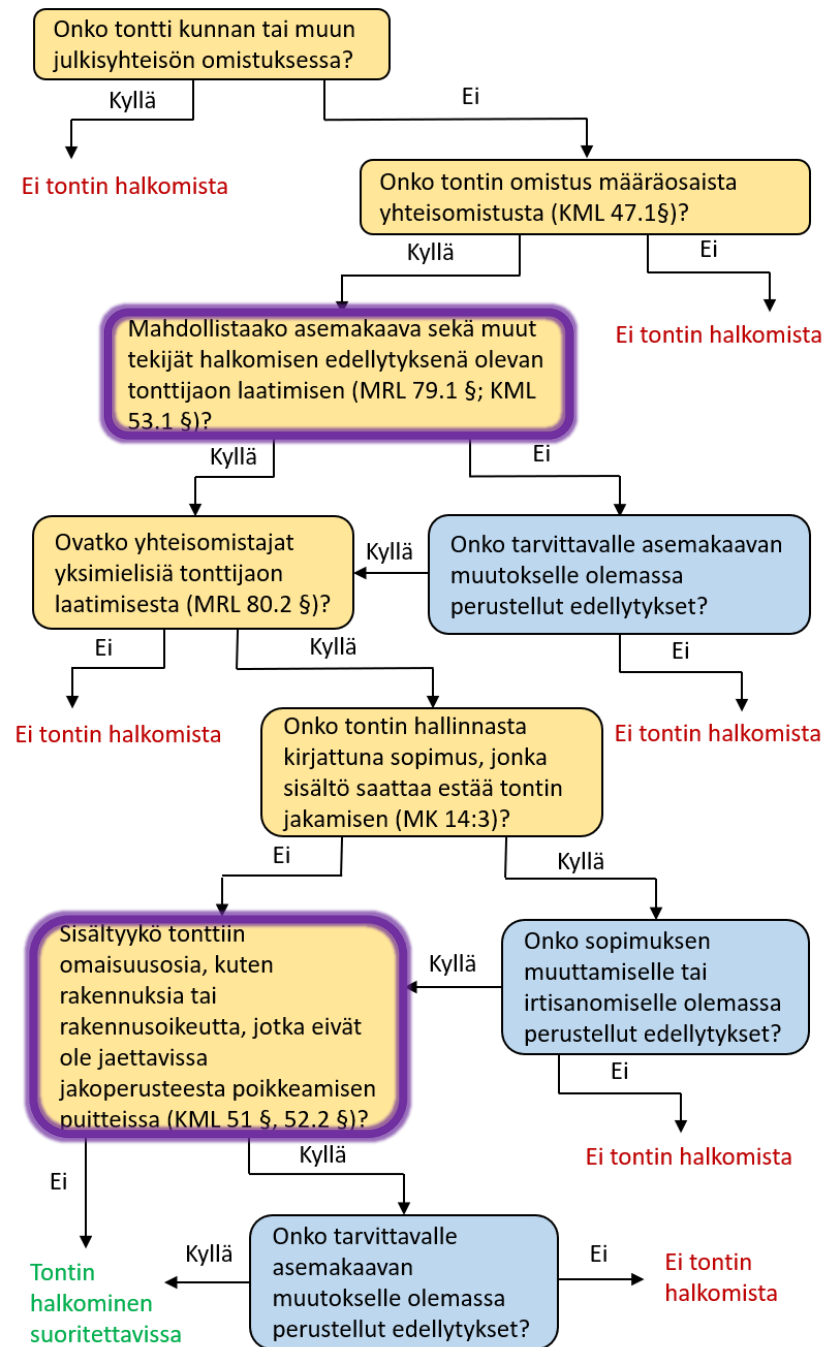 Onko tontti kunnan tai muun
julkisyhteisön omistuksessa?
Kyllä
Ei
Ei tontin halkomista
Onko tontin omistus määräosaista
yhteisomistusta (KML 47.1§)?
Kyllä
Ei
Ei tontin halkomista
Mahdollistaako asemakaava sekä muut
tekijät halkomisen edellytyksenä olevan
tonttijaon laatimisen (MRL 79.1 §; KML
53.1 §)?
Kyllä
Ei
Ovatko yhteisomistajat
yksimielisiä tonttijaon
laatimisesta (MRL 80.2 §)?
Kyllä
Onko tarvittavalle asemakaavan
muutokselle olemassa
perustellut edellytykset?
Ei
Kyllä
Ei
Ei tontin halkomista
Ei tontin halkomista
Onko tontin hallinnasta
kirjattuna sopimus, jonka
sisältö saattaa estää tontin
jakamisen (MK 14:3)?
Ei
Kyllä
Sisältyykö tonttiin
omaisuusosia, kuten
rakennuksia tai
rakennusoikeutta, jotka eivät
ole jaettavissa
jakoperusteesta poikkeamisen
puitteissa (KML 51 §, 52.2 §)?
Kyllä
Onko sopimuksen
muuttamiselle tai
irtisanomiselle olemassa
perustellut edellytykset?
Ei
Ei tontin halkomista
Ei
Kyllä
Tontin
halkominen
suoritettavissa
Kyllä
Onko tarvittavalle
asemakaavan
muutokselle olemassa
perustellut edellytykset?
Ei
Ei tontin
halkomista